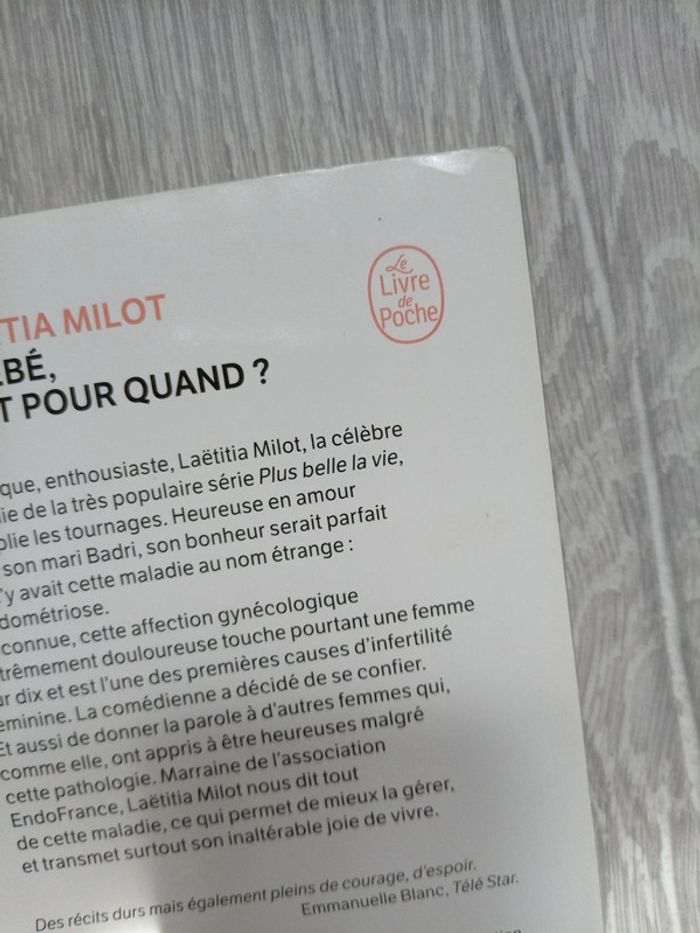 Le
Livre
de
Poche
TIA MILOT
ÉBÉ,
T POUR QUAND ?
que, enthousiaste, Laëtitia Milot, la célèbre
ie de la très populaire série Plus belle la vie,
plie les tournages. Heureuse en amour
son mari Badri, son bonheur serait parfait
'y avait cette maladie au nom étrange :
dométriose.
connue, cette affection gynécologique
trêmement douloureuse touche pourtant une femme
ur dix et est l'une des premières causes d'infertilité
éminine. La comédienne a décidé de se confier.
Et aussi de donner la parole à d'autres femmes qui,
comme elle, ont appris à être heureuses malgré
cette pathologie. Marraine de l'association
EndoFrance, Laëtitia Milot nous dit tout
de cette maladie, ce qui permet de mieux la gérer,
et transmet surtout son inaltérable joie de vivre.
Des récits durs mais également pleins de courage, d'espoir.
Emmanuelle Blanc, Télé Star.